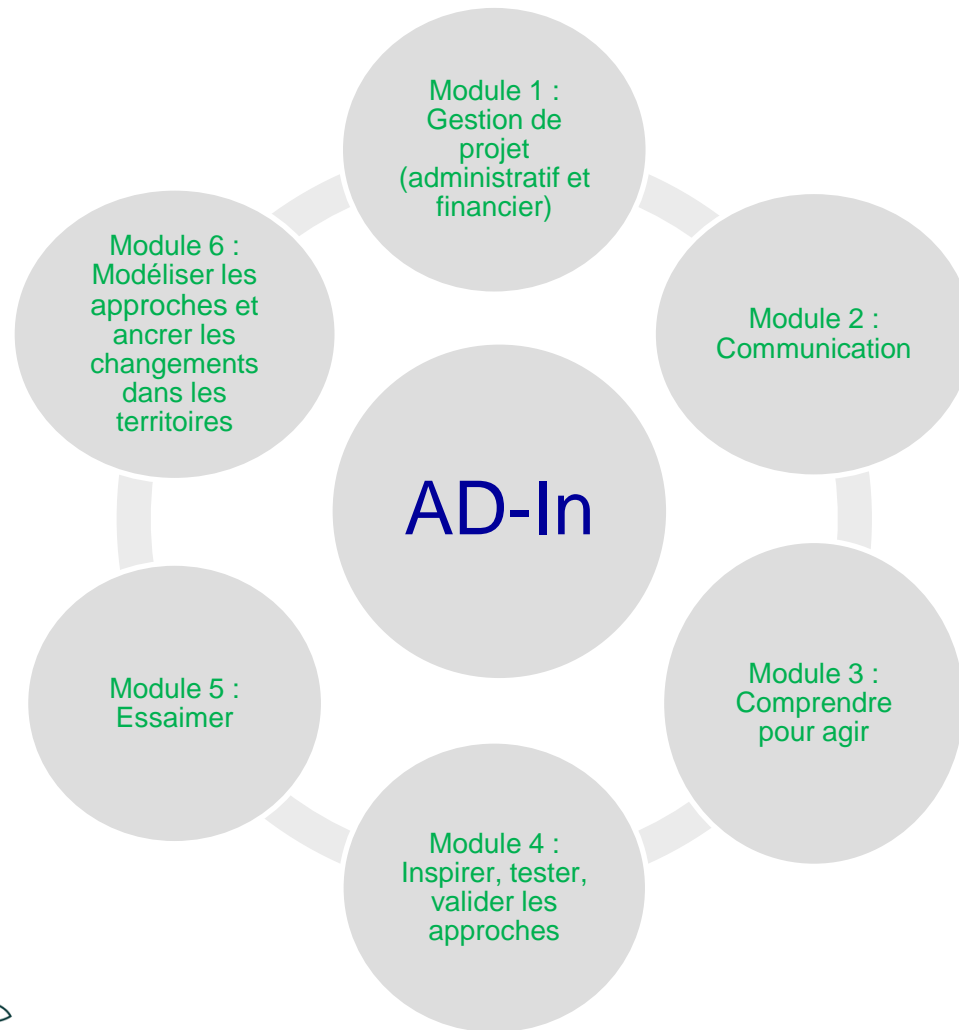 Module 1 :
Gestion de
projet
(administratif et
financier)
Module 2 :
Communication
Module 3 :
Comprendre
pour agir
Module 4 :
Inspirer, tester,
valider les
approches
Module 5 :
Essaimer
Module 6 :
Modéliser les
approches et
ancrer les
changements
dans les
territoires
AD-In